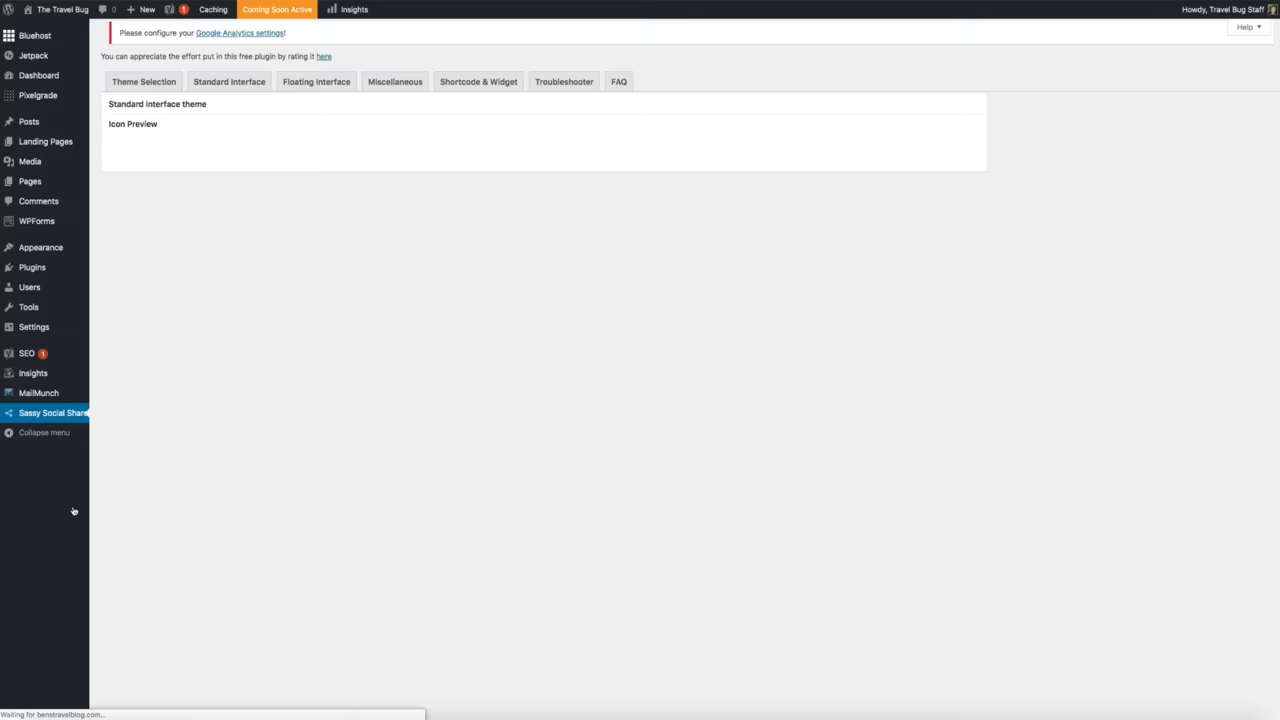 The Travel Bug 0 New 1 Caching Coming Soon Active Insights Howdy, Travel Bug Staff
Help
Please configure your Google Analytics settings!
You can appreciate the effort put in this free plugin by rating it here
Theme Selection Standard Interface Floating Interface Miscellaneous Shortcode & Widget Troubleshooter FAQ
Standard interface theme
Icon Preview
Bluehost
Jetpack
Dashboard
Pixelgrade
Posts
Landing Pages
Media
Pages
Comments
WPForms
Appearance
Plugins
Users
Tools
Settings
SEO 1
Insights
MailMunch
Sassy Social Share
Collapse menu
Waiting for benstravelblog.com...